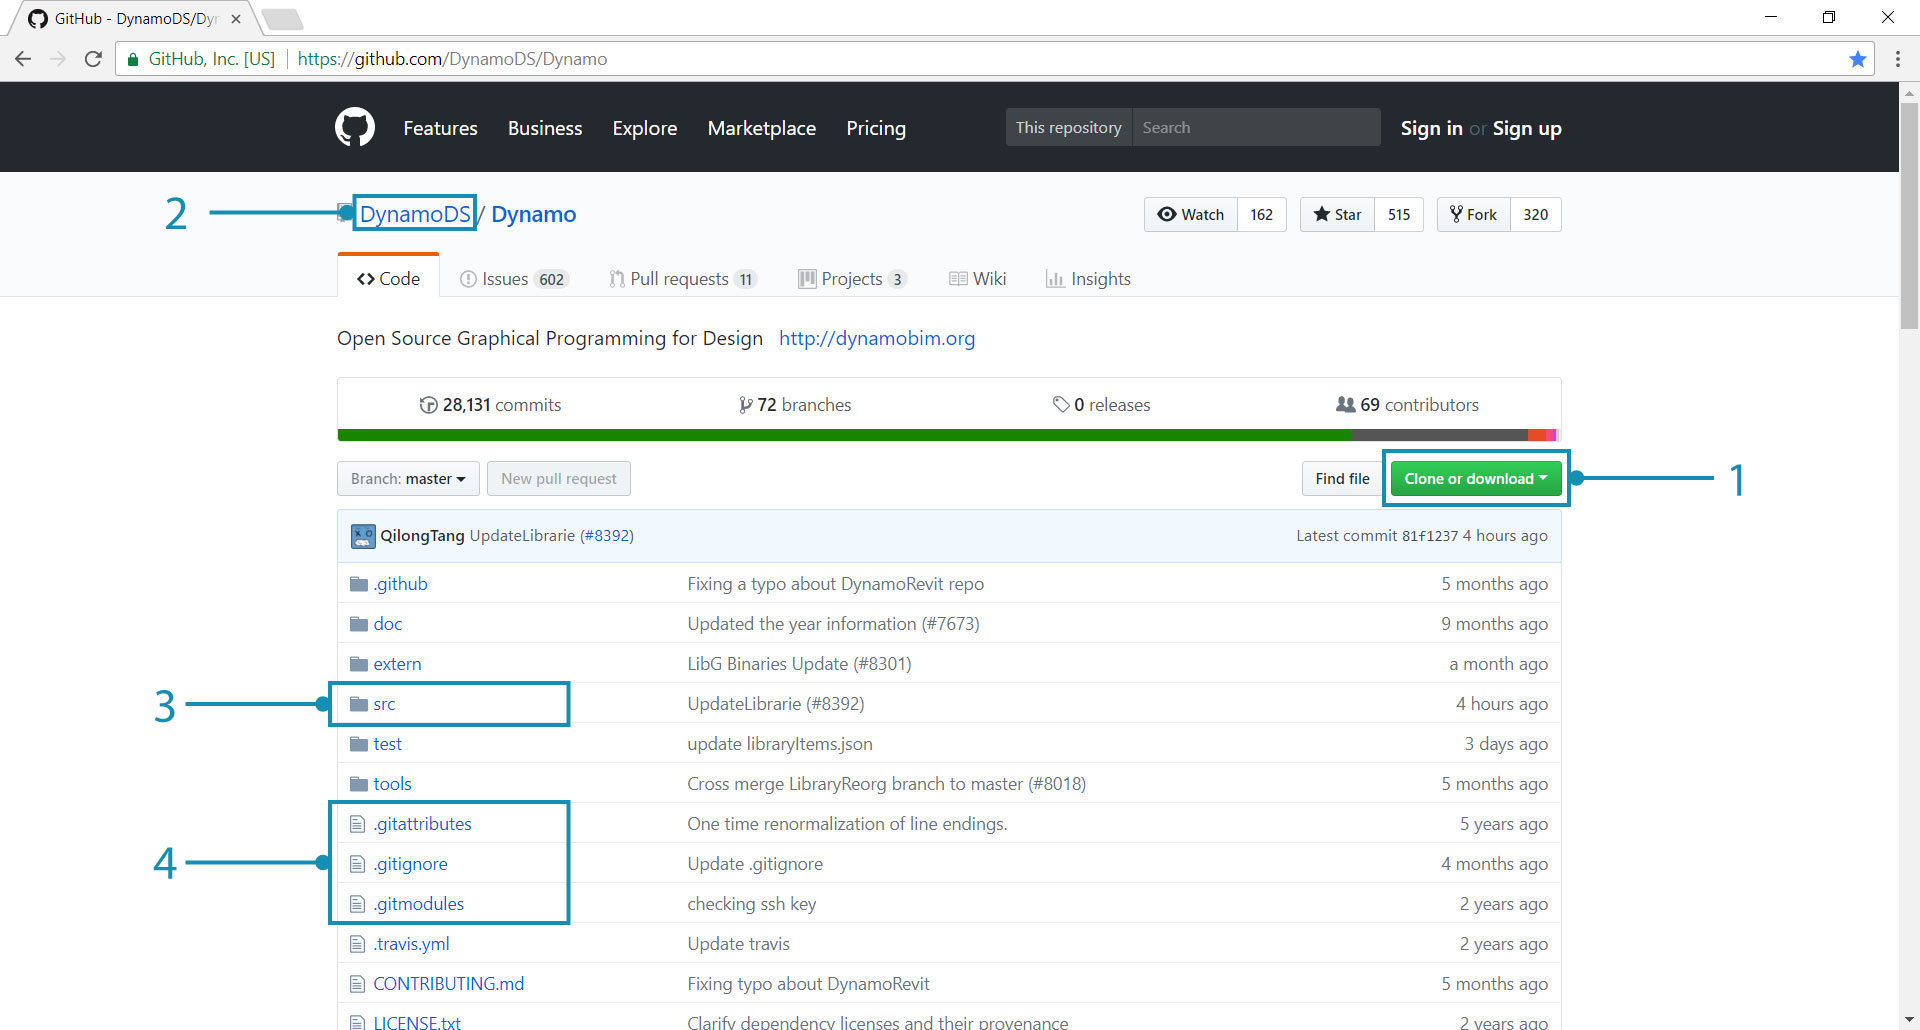 GitHub - DynamoDS/Dyn
GitHub, Inc. [US] https://github.com/DynamoDS/Dynamo
Features Business Explore Marketplace Pricing This repository Search Sign in or Sign up
2 DynamoDS / Dynamo Watch 162 Star 515 Fork 320
Code Issues 602 Pull requests 11 Projects 3 Wiki Insights
Open Source Graphical Programming for Design http://dynamobim.org
28,131 commits 72 branches 0 releases 69 contributors
Branch: master New pull request Find file Clone or download 1
QilongTang UpdateLibrarie (#8392) Latest commit 81f1237 4 hours ago
.github Fixing a typo about DynamoRevit repo 5 months ago
doc Updated the year information (#7673) 9 months ago
extern LibG Binaries Update (#8301) a month ago
3 src UpdateLibrarie (#8392) 4 hours ago
test update libraryItems.json 3 days ago
tools Cross merge LibraryReorg branch to master (#8018) 5 months ago
.gitattributes One time renormalization of line endings. 5 years ago
4 .gitignore Update .gitignore 4 months ago
.gitmodules checking ssh key 2 years ago
.travis.yml Update travis 2 years ago
CONTRIBUTING.md Fixing typo about DynamoRevit 5 months ago
LICENSE.txt Clarify dependency licenses and their provenance 2 years ago